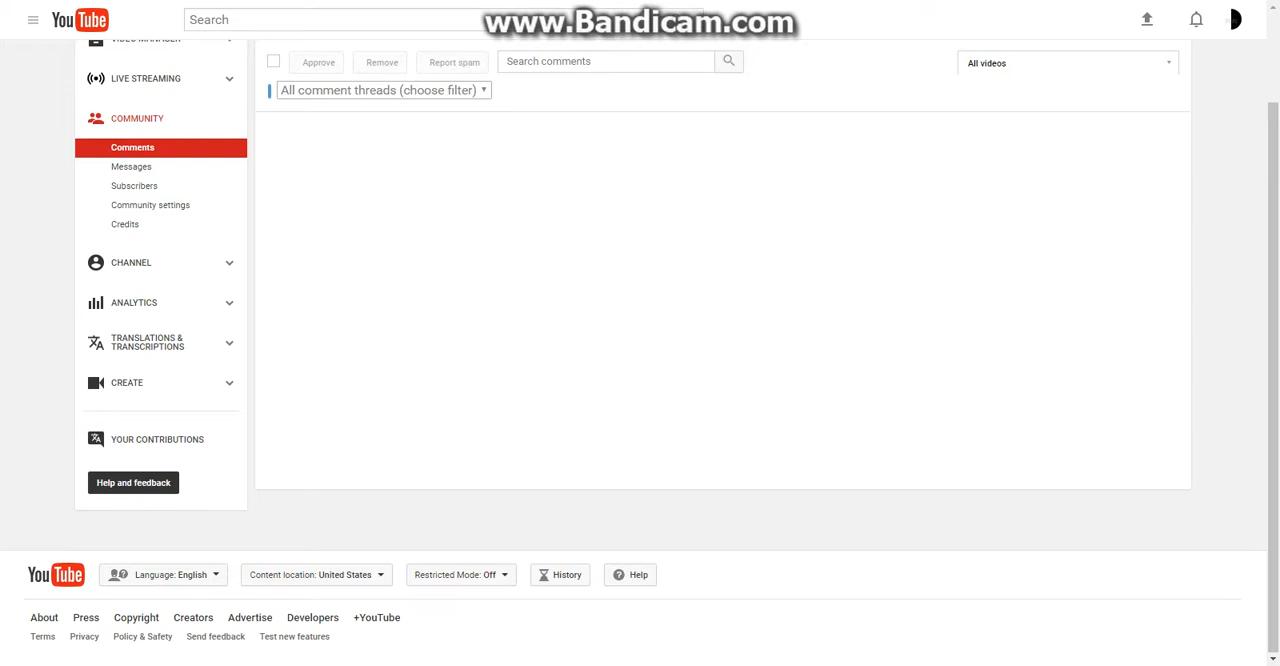 YouTube
Search
www.Bandicam.com
VIDEO MANAGER
LIVE STREAMING
COMMUNITY
Comments
Messages
Subscribers
Community settings
Credits
CHANNEL
ANALYTICS
TRANSLATIONS &
TRANSCRIPTIONS
CREATE
YOUR CONTRIBUTIONS
Help and feedback
Approve
Remove
Report spam
Search comments
All videos
All comment threads (choose filter)
YouTube
Language: English
Content location: United States
Restricted Mode: Off
History
Help
About
Press
Copyright
Creators
Advertise
Developers
+YouTube
Terms
Privacy
Policy & Safety
Send feedback
Test new features